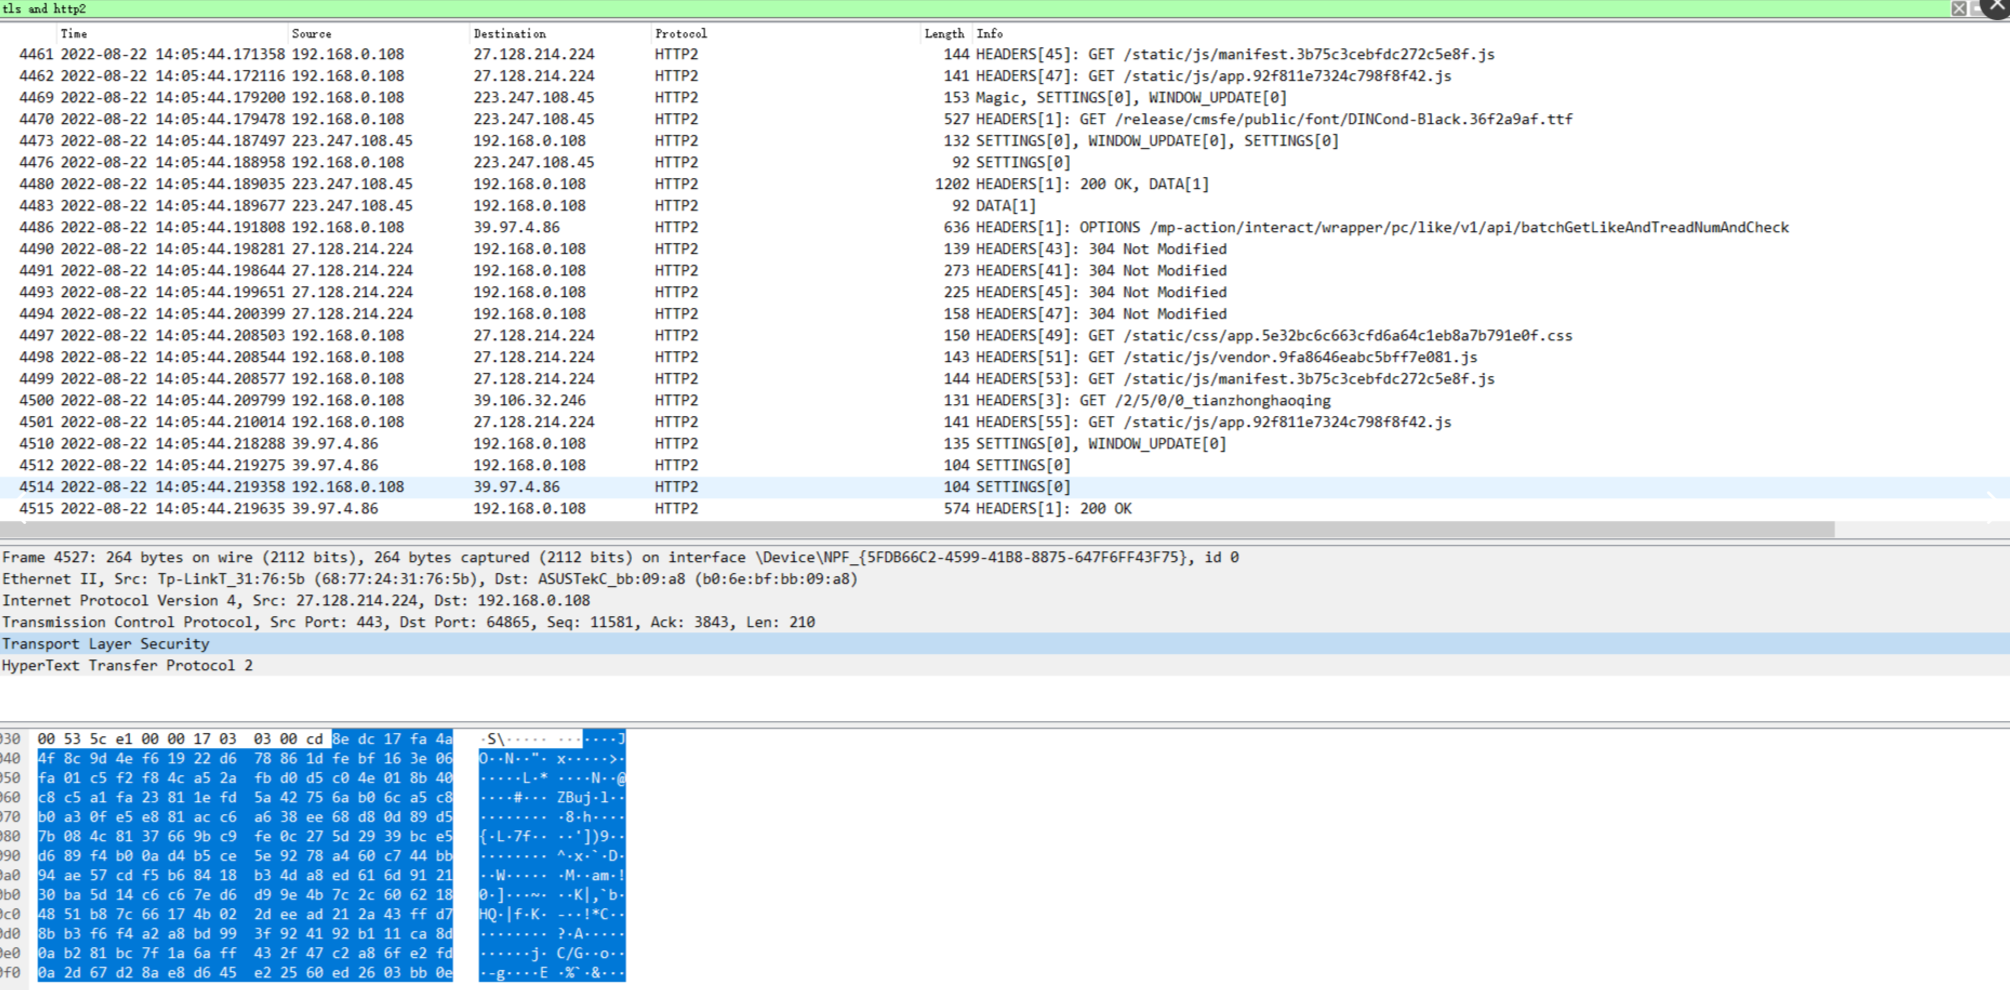 tls and http2
Time Source Destination Protocol Length Info
4461 2022-08-22 14:05:44.171358 192.168.0.108 27.128.214.224 HTTP2 144 HEADERS[45]: GET /static/js/manifest.3b75c3cebfdc272c5e8f.js
4462 2022-08-22 14:05:44.172116 192.168.0.108 27.128.214.224 HTTP2 141 HEADERS[47]: GET /static/js/app.92f811e7324c798f8f42.js
4469 2022-08-22 14:05:44.179200 192.168.0.108 223.247.108.45 HTTP2 153 Magic, SETTINGS[0], WINDOW_UPDATE[0]
4470 2022-08-22 14:05:44.179478 192.168.0.108 223.247.108.45 HTTP2 527 HEADERS[1]: GET /release/cmsfe/public/font/DINCond-Black.36f2a9af.ttf
4473 2022-08-22 14:05:44.187497 223.247.108.45 192.168.0.108 HTTP2 132 SETTINGS[0], WINDOW_UPDATE[0], SETTINGS[0]
4476 2022-08-22 14:05:44.188958 192.168.0.108 223.247.108.45 HTTP2 92 SETTINGS[0]
4480 2022-08-22 14:05:44.189035 223.247.108.45 192.168.0.108 HTTP2 1202 HEADERS[1]: 200 OK, DATA[1]
4483 2022-08-22 14:05:44.189677 223.247.108.45 192.168.0.108 HTTP2 92 DATA[1]
4486 2022-08-22 14:05:44.191808 192.168.0.108 39.97.4.86 HTTP2 636 HEADERS[1]: OPTIONS /mp-action/interact/wrapper/pc/like/v1/api/batchGetLikeAndTreadNumAndCheck
4490 2022-08-22 14:05:44.198281 27.128.214.224 192.168.0.108 HTTP2 139 HEADERS[43]: 304 Not Modified
4491 2022-08-22 14:05:44.198644 27.128.214.224 192.168.0.108 HTTP2 273 HEADERS[41]: 304 Not Modified
4493 2022-08-22 14:05:44.199651 27.128.214.224 192.168.0.108 HTTP2 225 HEADERS[45]: 304 Not Modified
4494 2022-08-22 14:05:44.200399 27.128.214.224 192.168.0.108 HTTP2 158 HEADERS[47]: 304 Not Modified
4497 2022-08-22 14:05:44.208503 192.168.0.108 27.128.214.224 HTTP2 150 HEADERS[49]: GET /static/css/app.5e32bc6c663cfd6a64c1eb8a7b791e0f.css
4498 2022-08-22 14:05:44.208544 192.168.0.108 27.128.214.224 HTTP2 143 HEADERS[51]: GET /static/js/vendor.9fa8646eabc5bff7e081.js
4499 2022-08-22 14:05:44.208577 192.168.0.108 27.128.214.224 HTTP2 144 HEADERS[53]: GET /static/js/manifest.3b75c3cebfdc272c5e8f.js
4500 2022-08-22 14:05:44.209799 192.168.0.108 39.106.32.246 HTTP2 131 HEADERS[3]: GET /2/5/0/0_tianzhonghaoqing
4501 2022-08-22 14:05:44.210014 192.168.0.108 27.128.214.224 HTTP2 141 HEADERS[55]: GET /static/js/app.92f811e7324c798f8f42.js
4510 2022-08-22 14:05:44.218288 39.97.4.86 192.168.0.108 HTTP2 135 SETTINGS[0], WINDOW_UPDATE[0]
4512 2022-08-22 14:05:44.219275 39.97.4.86 192.168.0.108 HTTP2 104 SETTINGS[0]
4514 2022-08-22 14:05:44.219358 192.168.0.108 39.97.4.86 HTTP2 104 SETTINGS[0]
4515 2022-08-22 14:05:44.219635 39.97.4.86 192.168.0.108 HTTP2 574 HEADERS[1]: 200 OK
Frame 4527: 264 bytes on wire (2112 bits), 264 bytes captured (2112 bits) on interface \Device\NPF_{5FDB66C2-4599-41B8-8875-647F6FF43F75}, id 0
Ethernet II, Src: Tp-LinkT_31:76:5b (68:77:24:31:76:5b), Dst: ASUSTekC_bb:09:a8 (b0:6e:bf:bb:09:a8)
Internet Protocol Version 4, Src: 27.128.214.224, Dst: 192.168.0.108
Transmission Control Protocol, Src Port: 443, Dst Port: 64865, Seq: 11581, Ack: 3843, Len: 210
Transport Layer Security
HyperText Transfer Protocol 2
030 00 53 5c e1 00 00 17 03 03 00 cd 8e dc 17 fa 4a ·S\····· ·······J
040 4f 8c 9d 4e f6 19 22 d6 78 86 1d fe bf 16 3e 06 O··N··"· x·····>·
050 fa 01 c5 f2 f8 4c a5 2a fb d0 d5 c0 4e 01 8b 40 ·····L·* ····N··@
060 c8 c5 a1 fa 23 81 1e fd 5a 42 75 6a b0 6c a5 c8 ····#··· ZBuj·l··
070 b0 a3 0f e5 e8 81 ac c6 a6 38 ee 68 d8 0d 89 d5 ········ ·8·h····
080 7b 08 4c 81 37 66 9b c9 fe 0c 27 5d 29 39 bc e5 {·L·7f·· ··'])9··
090 d6 89 f4 b0 0a d4 b5 ce 5e 92 78 a4 60 c7 44 bb ········ ^·x·`·D·
0a0 94 ae 57 cd f5 b6 84 18 b3 4d a8 ed 61 6d 91 21 ··W····· ·M··am·!
0b0 30 ba 5d 14 c6 c6 7e d6 d9 9e 4b 7c 2c 60 62 18 0·]···~· ··K|,`b·
0c0 48 51 b8 7c 66 17 4b 02 2d ee ad 21 2a 43 ff d7 HQ·|f·K· -··!*C··
0d0 8b b3 f6 f4 a2 a8 bd 99 3f 92 41 92 b1 11 ca 8d ········ ?·A·····
0e0 0a b2 81 bc 7f 1a 6a ff 43 2f 47 c2 a8 6f e2 fd ······j· C/G··o··
0f0 0a 2d 67 d2 8a e8 d6 45 e2 25 60 ed 26 03 bb 0e ·-g····E ·%`·&···